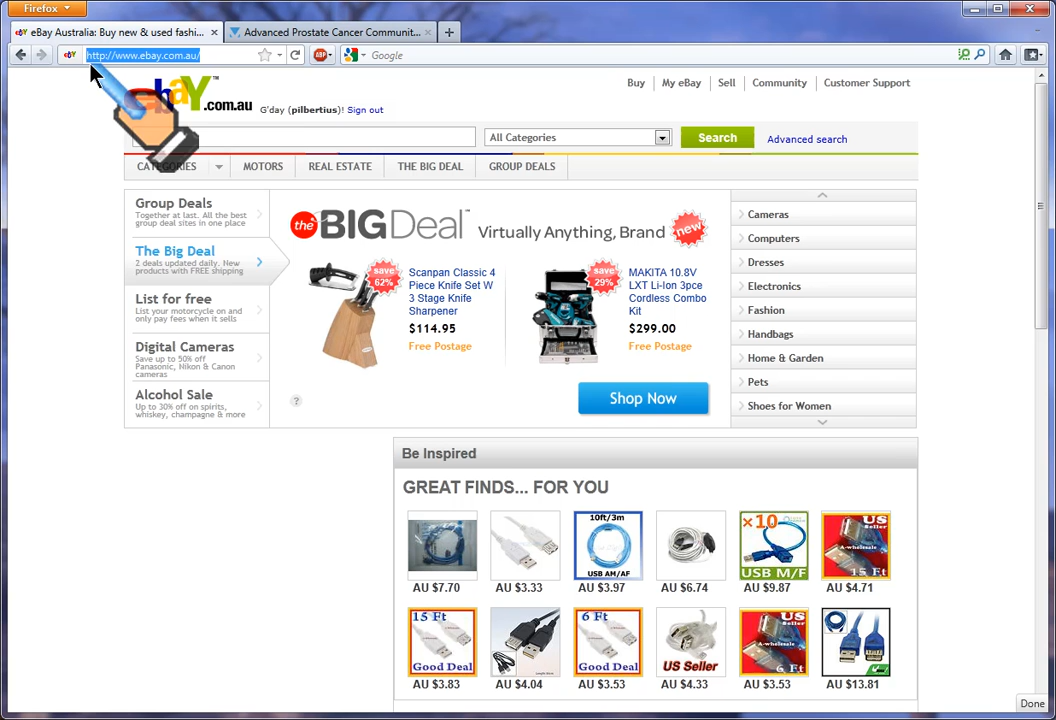 Firefox
eBay Australia: Buy new & used fashi...
Advanced Prostate Cancer Communit...
http://www.ebay.com.au/
ABP
Google
Buy
My eBay
Sell
Community
Customer Support
ebaY™.com.au
G'day (pilbertius)! Sign out
All Categories
Search
Advanced search
CATEGORIES
MOTORS
REAL ESTATE
THE BIG DEAL
GROUP DEALS
Group Deals
Together at last. All the best
group deal sites in one place
The Big Deal
2 deals updated daily. New
products with FREE shipping
List for free
List your motorcycle on and
only pay fees when it sells
Digital Cameras
Save up to 50% off
Panasonic, Nikon & Canon
cameras
Alcohol Sale
Up to 30% off on spirits,
whiskey, champagne & more
the BIGDeal™ Virtually Anything, Brand new
save
62%
Scanpan Classic 4
Piece Knife Set W
3 Stage Knife
Sharpener
$114.95
Free Postage
save
29%
MAKITA 10.8V
LXT Li-Ion 3pce
Cordless Combo
Kit
$299.00
Free Postage
?
Shop Now
Cameras
Computers
Dresses
Electronics
Fashion
Handbags
Home & Garden
Pets
Shoes for Women
Be Inspired
GREAT FINDS... FOR YOU
10ft/3m
USB AM/AF
×10
USB M/F
US
Seller
A-wholesale
15 Ft
AU $7.70
AU $3.33
AU $3.97
AU $6.74
AU $9.87
AU $4.71
15 Ft
Good Deal
6 Ft
Good Deal
US Seller
US
Seller
A-wholesale
6 Ft
AU $3.83
AU $4.04
AU $3.53
AU $4.33
AU $3.53
AU $13.81
Done